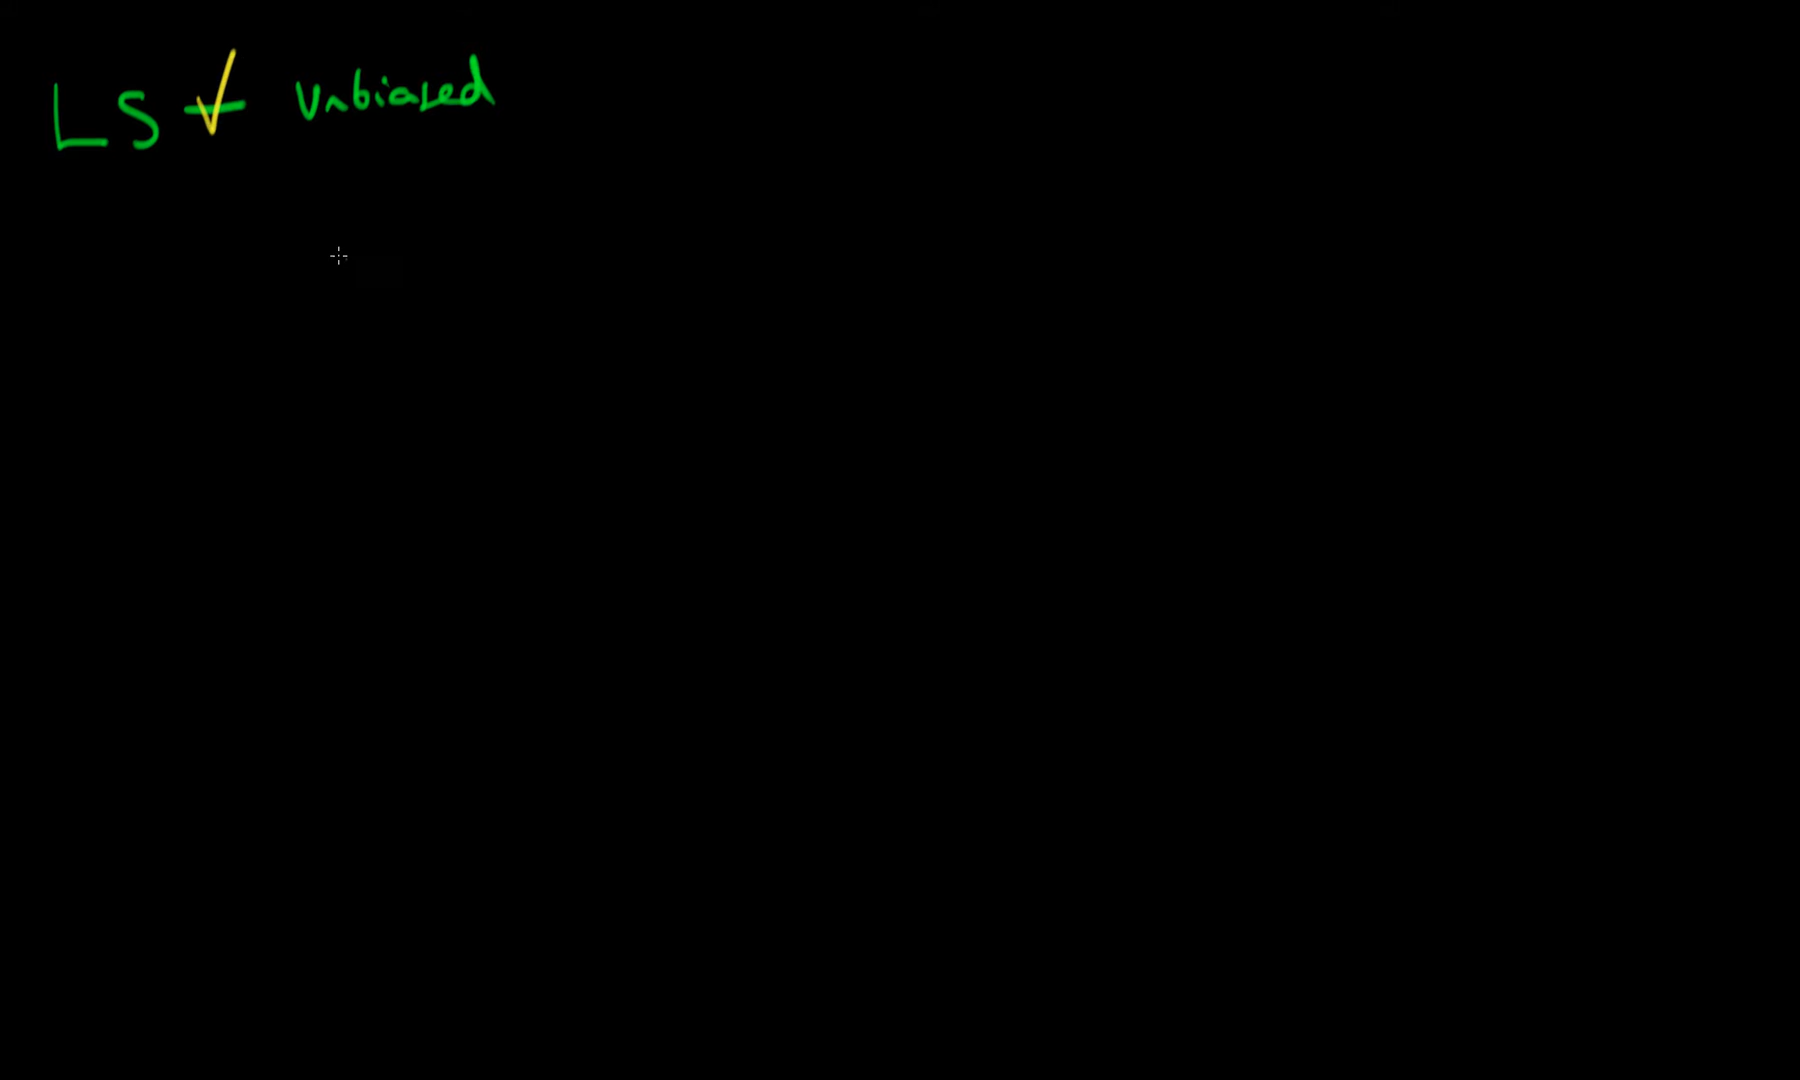 LS - ✓ Unbiased